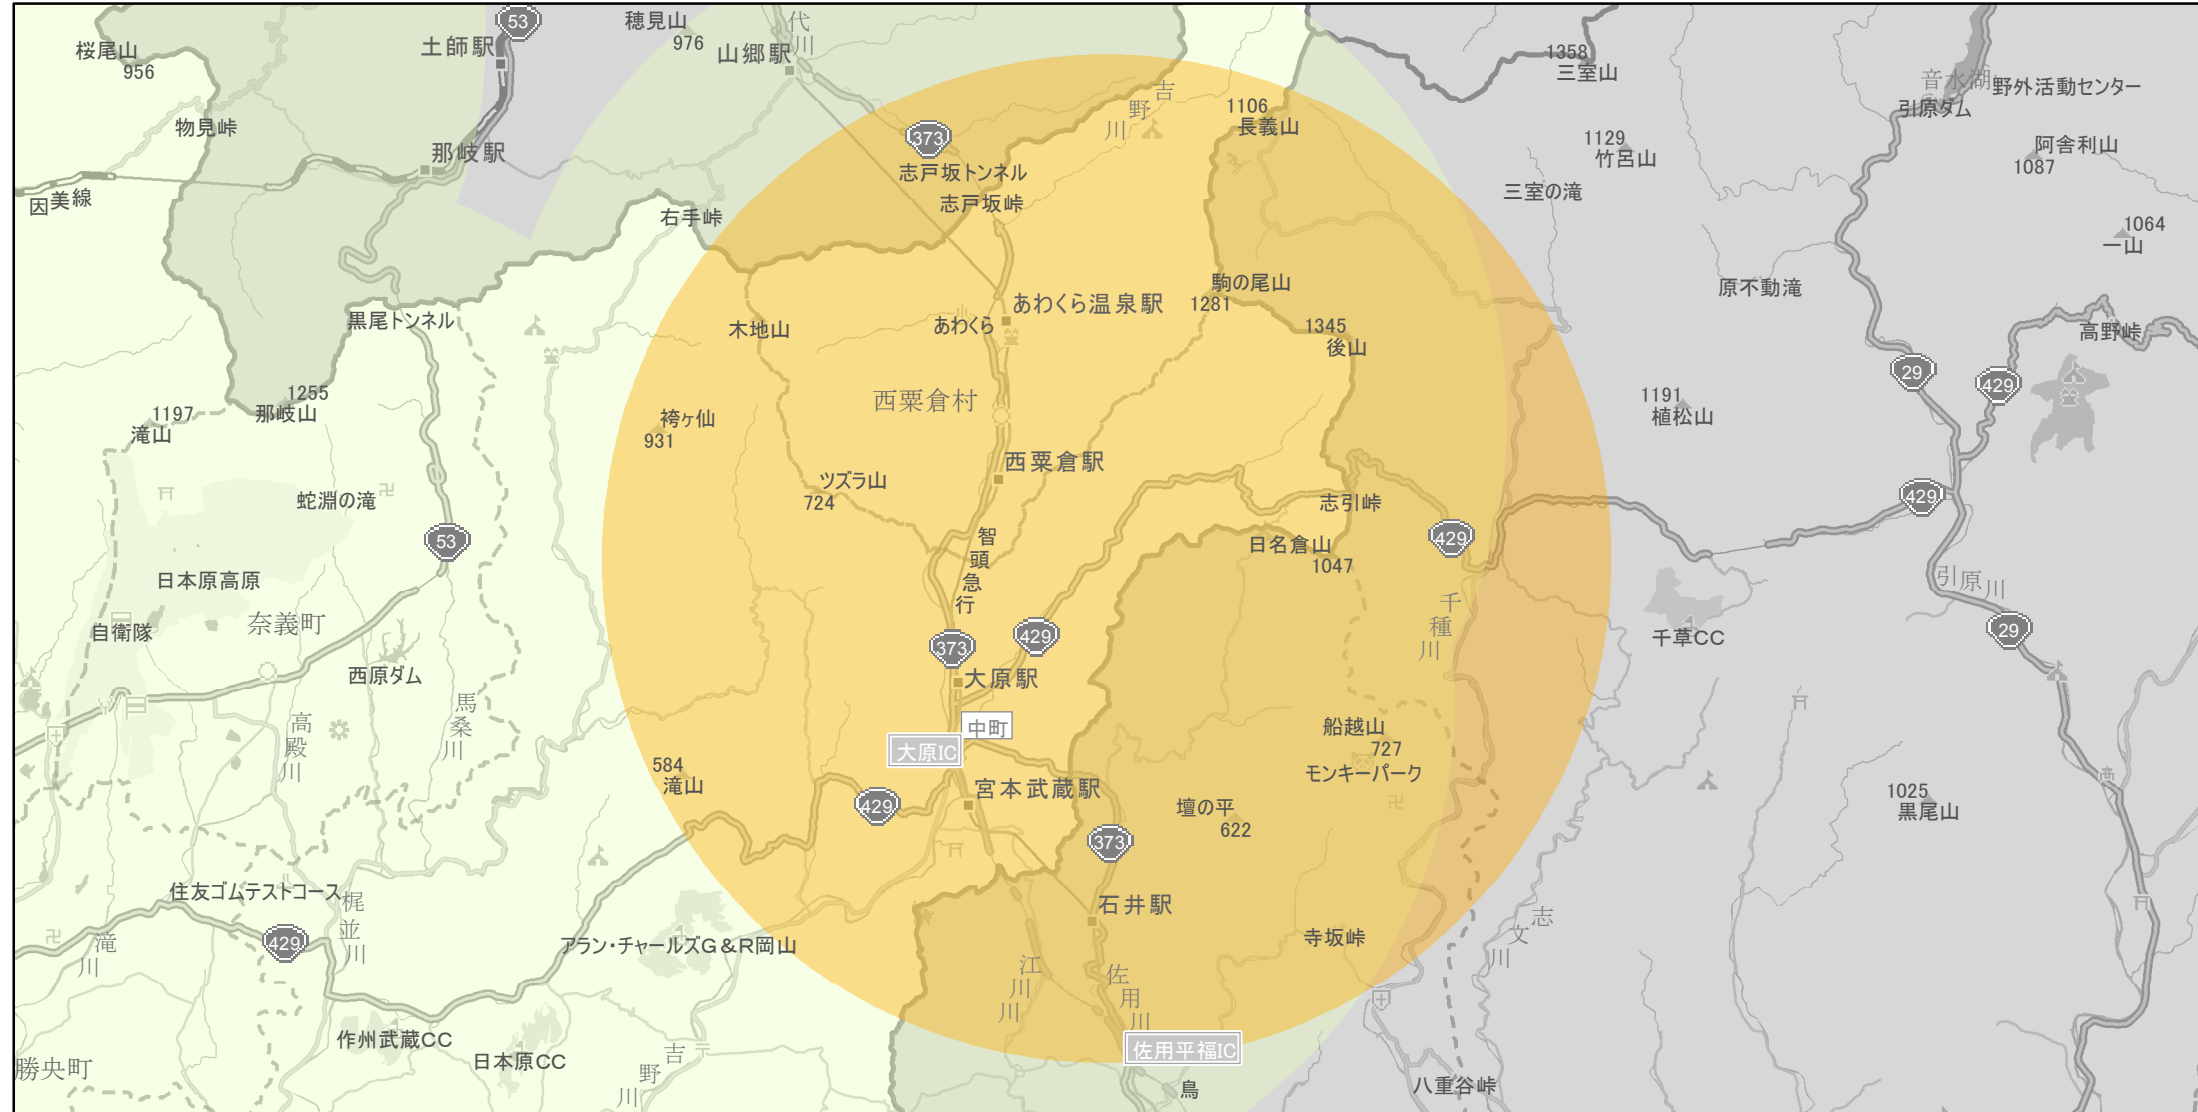 53
穂見山
976
代川
桜尾山
956
土師駅
山郷駅
1358
三室山
音水湖
野外活動センター
引原ダム
物見峠
那岐駅
373
志戸坂トンネル
志戸坂峠
吉野川
1106
長義山
1129
竹呂山
阿舎利山
1087
因美線
右手峠
三室の滝
1064
一山
黒尾トンネル
木地山
あわくら
あわくら温泉駅
駒の尾山
1281
1345
後山
原不動滝
高野峠
29
429
1255
那岐山
1197
滝山
袴ヶ仙
931
西粟倉村
1191
植松山
西粟倉駅
ツズラ山
724
蛇淵の滝
志引峠
429
53
智頭急行
日名倉山
1047
429
日本原高原
奈義町
自衛隊
千種川
引原川
373
429
千草CC
29
西原ダム
大原駅
馬桑川
高殿川
中町
大原IC
船越山
727
モンキーパーク
584
滝山
宮本武蔵駅
429
壇の平
622
1025
黒尾山
373
住友ゴムテストコース
梶並川
石井駅
志文川
429
滝川
アラン・チャールズG&R岡山
寺坂峠
江川川
佐用川
作州武蔵CC
日本原CC
吉野川
佐用平福IC
勝央町
鳥
八重谷峠